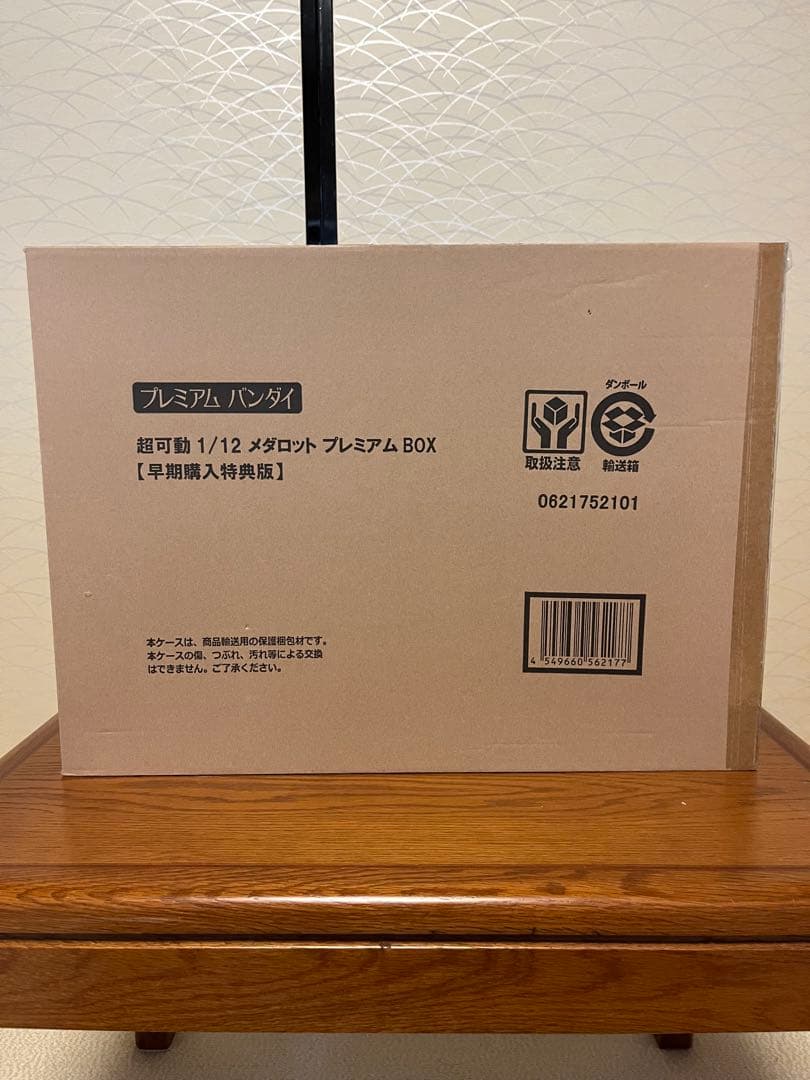 プレミアム バンダイ
超可動 1/12 メダロット プレミアム BOX
【早期購入特典版】
ダンボール
取扱注意
輸送箱
0621752101
本ケースは、商品輸送用の保護梱包材です。
本ケースの傷、つぶれ、汚れ等による交換
はできません。ご了承ください。
4 549660 562177